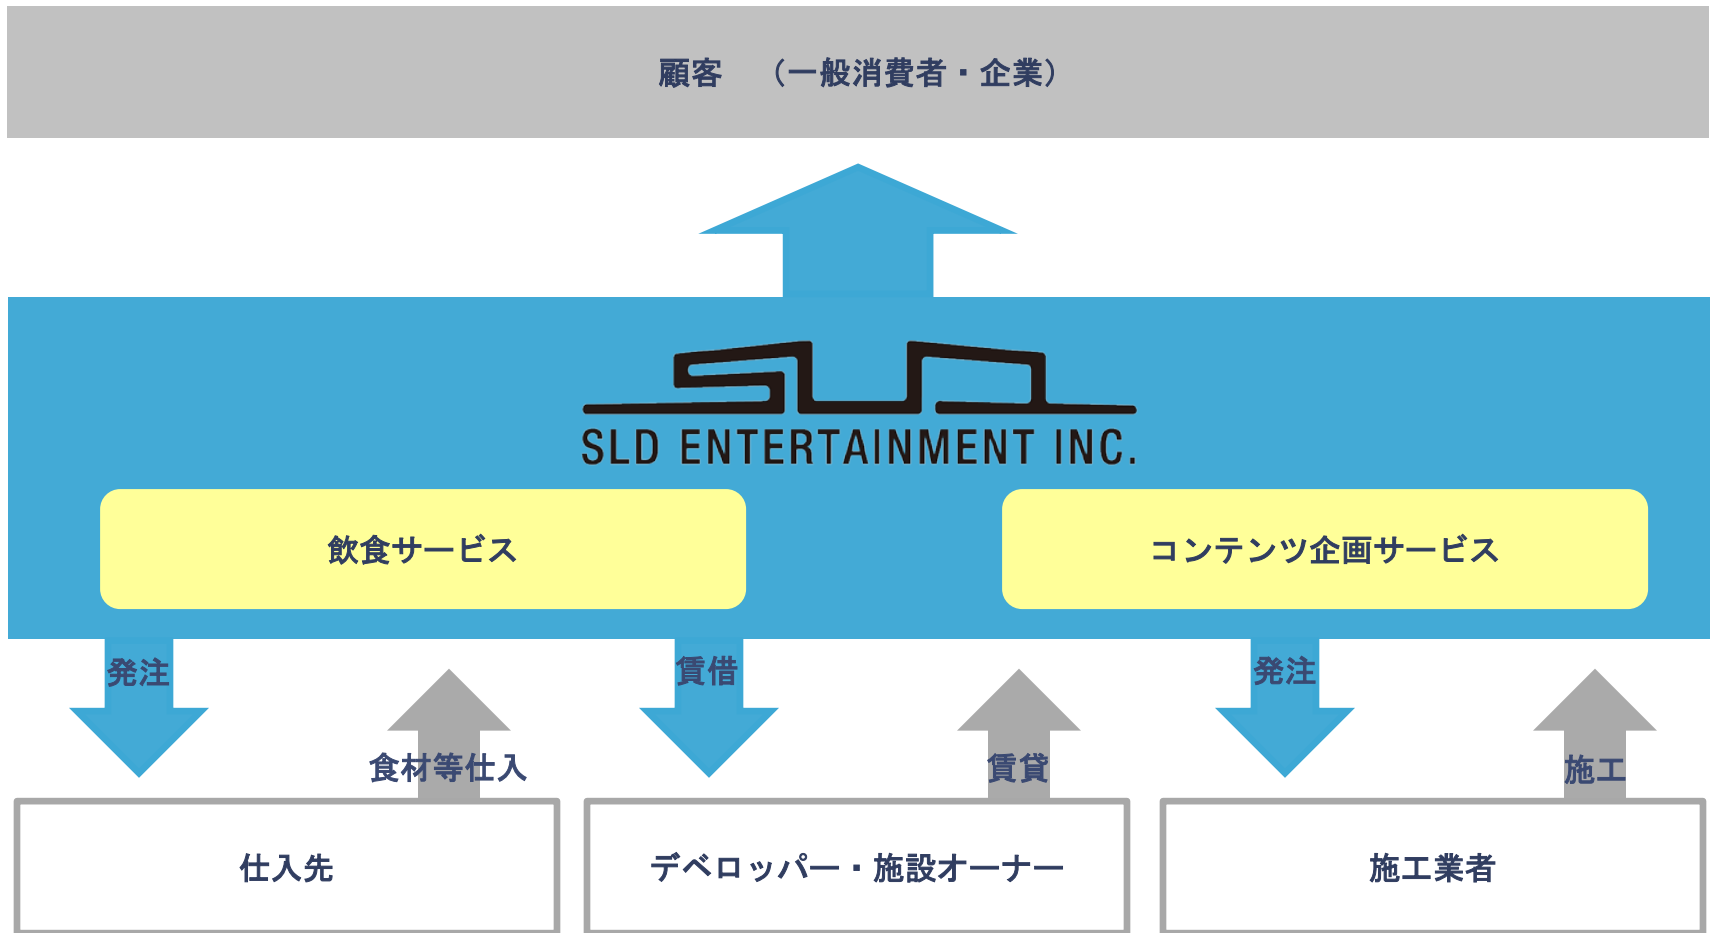 顧客　（一般消費者・企業）
SLD ENTERTAINMENT INC.
飲食サービス
コンテンツ企画サービス
発注
食材等仕入
賃借
賃貸
発注
施工
仕入先
デベロッパー・施設オーナー
施工業者